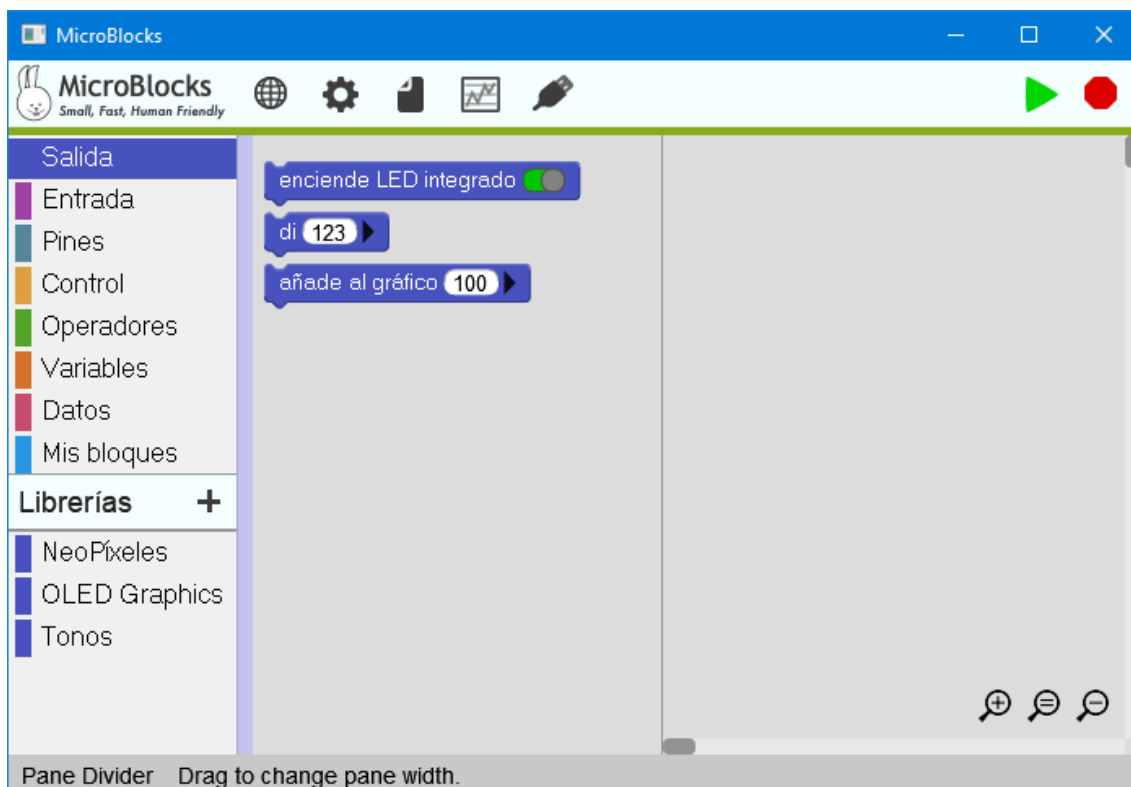 MicroBlocks
MicroBlocks
Small, Fast, Human Friendly
Salida
Entrada
Pines
Control
Operadores
Variables
Datos
Mis bloques
Librerías +
NeoPíxeles
OLED Graphics
Tonos
enciende LED integrado
di 123
añade al gráfico 100
Pane Divider Drag to change pane width.